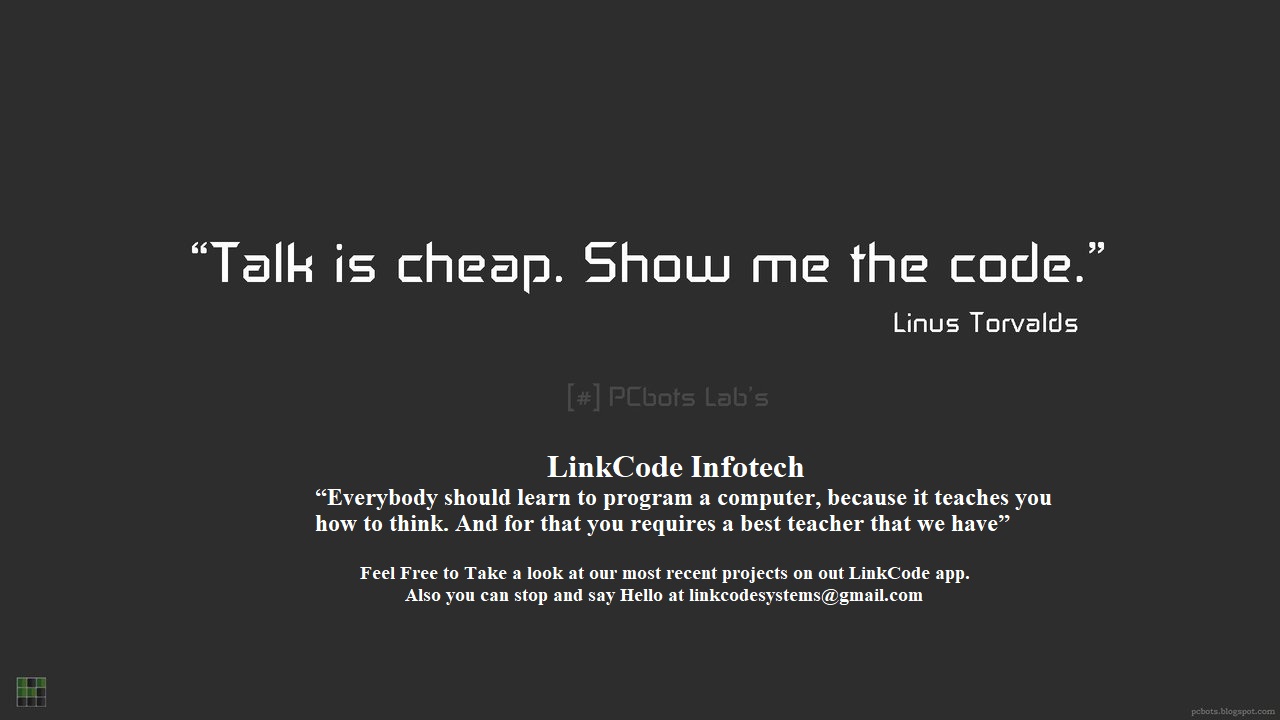 “Talk is cheap. Show me the code.”
Linus Torvalds
[#] PCbots Lab's
LinkCode Infotech
“Everybody should learn to program a computer, because it teaches you
how to think. And for that you requires a best teacher that we have”
Feel Free to Take a look at our most recent projects on out LinkCode app.
Also you can stop and say Hello at linkcodesystems@gmail.com
pcbots.blogspot.com